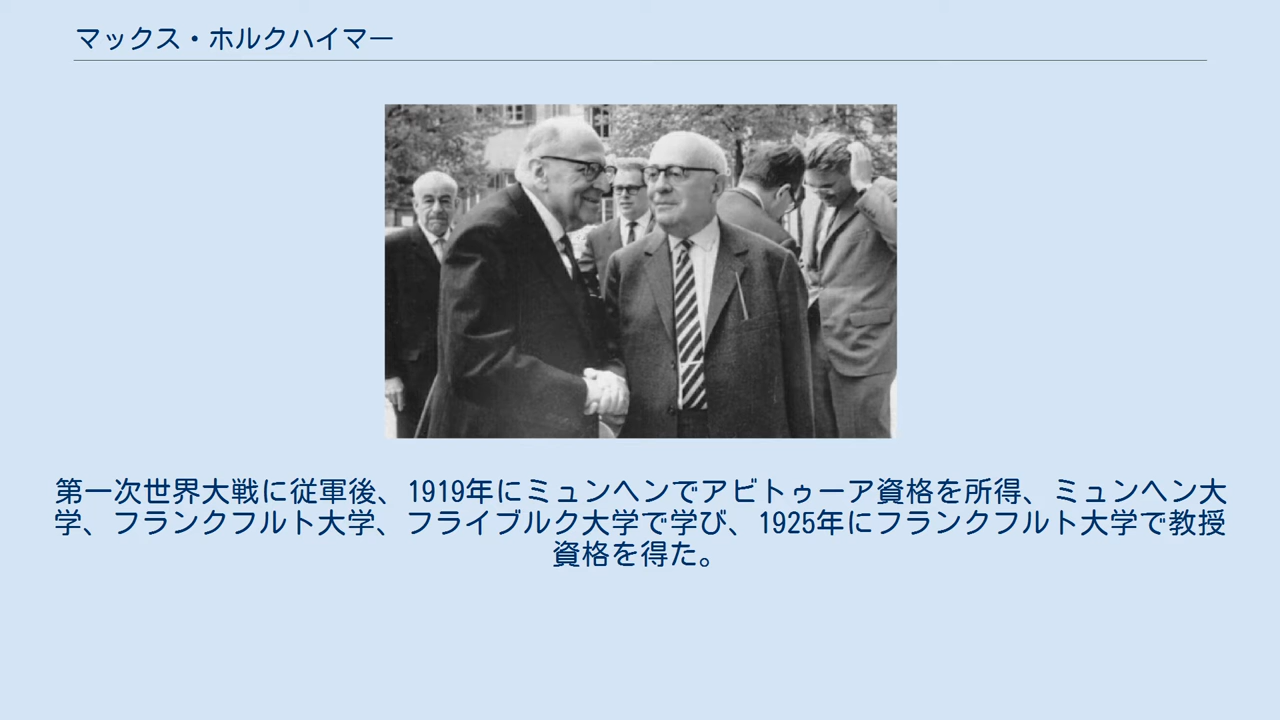 マックス・ホルクハイマー
第一次世界大戦に従軍後、1919年にミュンヘンでアビトゥーア資格を所得、ミュンヘン大
学、フランクフルト大学、フライブルク大学で学び、1925年にフランクフルト大学で教授
資格を得た。